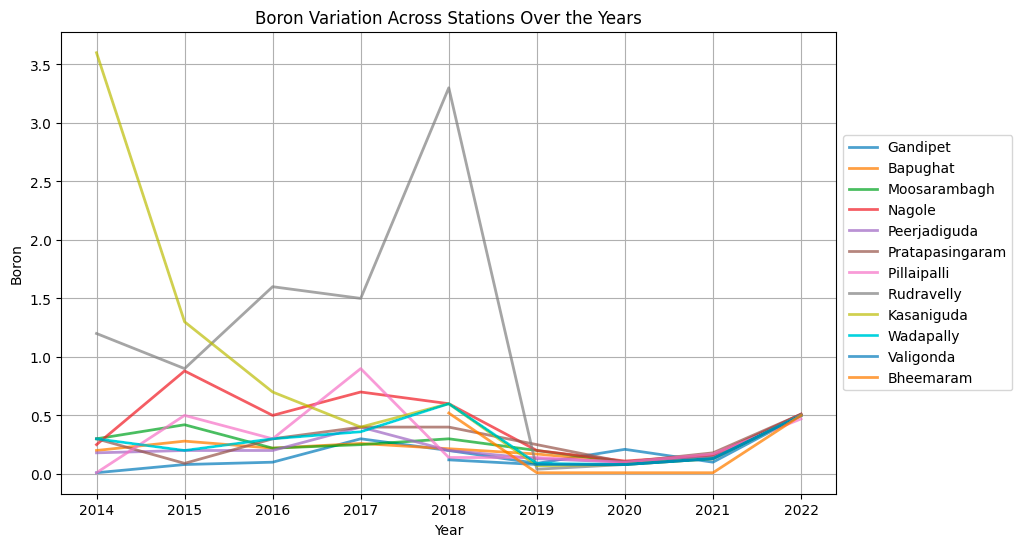 Boron Variation Across Stations Over the Years
Boron
3.5
3.0
2.5
2.0
1.5
1.0
0.5
0.0
2014 2015 2016 2017 2018 2019 2020 2021 2022
Year
Gandipet
Bapughat
Moosarambagh
Nagole
Peerjadiguda
Pratapasingaram
Pillaipalli
Rudravelly
Kasaniguda
Wadapally
Valigonda
Bheemaram